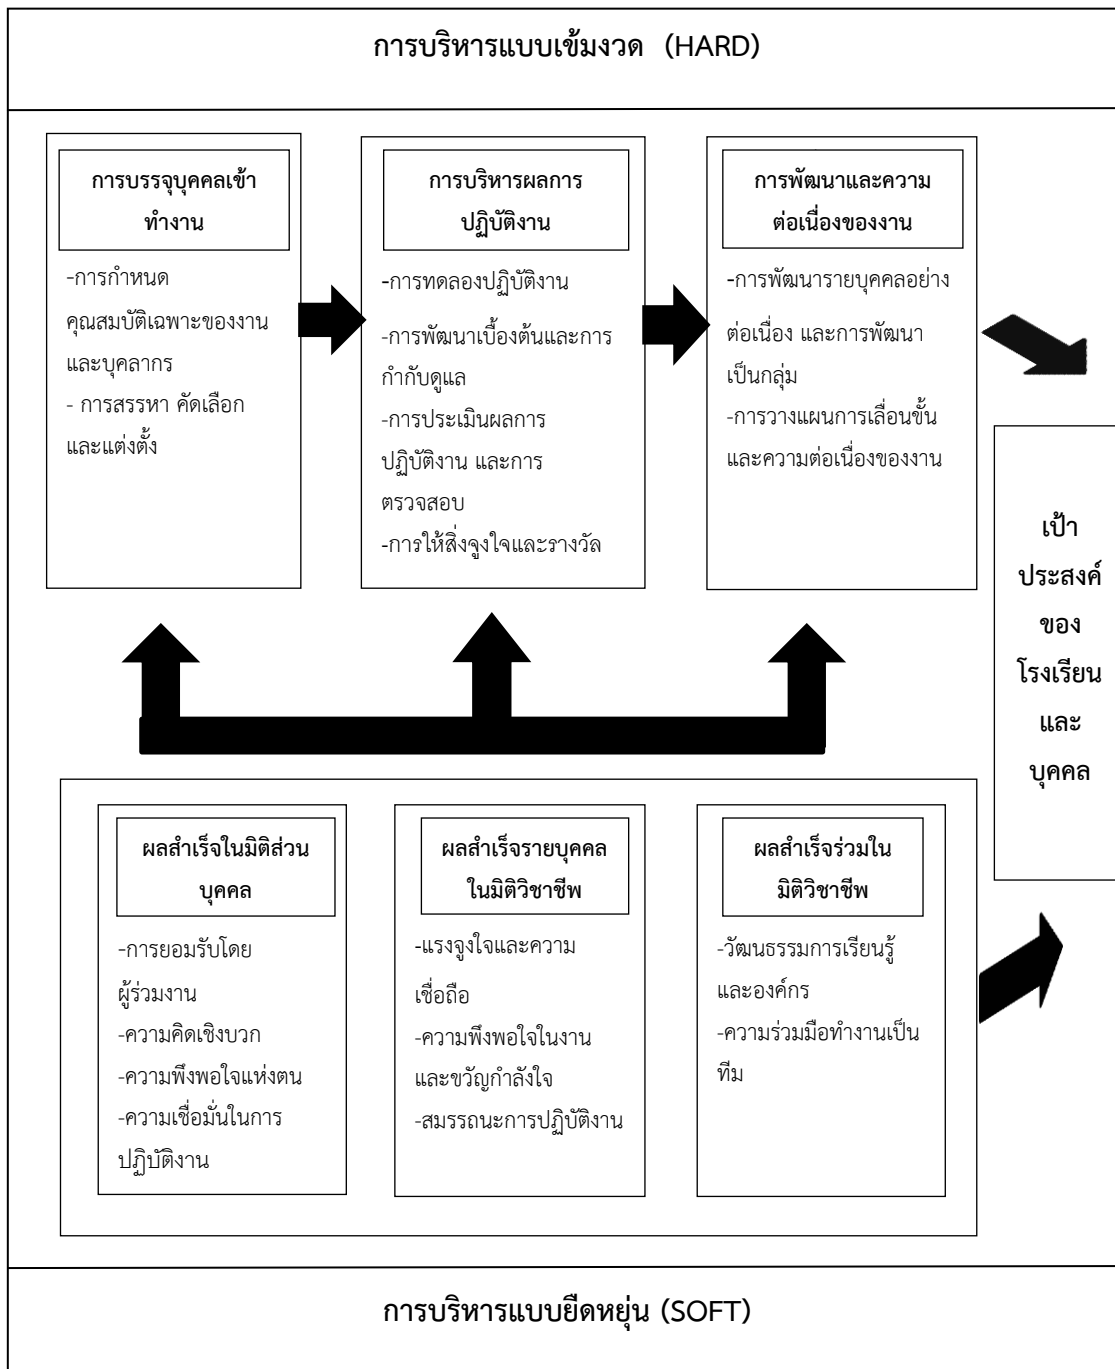 การบริหารแบบเข้มงวด (HARD)
การบรรจุบุคคลเข้า
ทำงาน
-การกำหนด
คุณสมบัติเฉพาะของงาน
และบุคลากร
- การสรรหา คัดเลือก
และแต่งตั้ง
การบริหารผลการ
ปฏิบัติงาน
-การทดลองปฏิบัติงาน
-การพัฒนาเบื้องต้นและการ
กำกับดูแล
-การประเมินผลการ
ปฏิบัติงาน และการ
ตรวจสอบ
-การให้สิ่งจูงใจและรางวัล
การพัฒนาและความ
ต่อเนื่องของงาน
-การพัฒนารายบุคคลอย่าง
ต่อเนื่อง และการพัฒนา
เป็นกลุ่ม
-การวางแผนการเลื่อนขั้น
และความต่อเนื่องของงาน
เป้า
ประสงค์
ของ
โรงเรียน
และ
บุคคล
ผลสำเร็จในมิติส่วน
บุคคล
-การยอมรับโดย
ผู้ร่วมงาน
-ความคิดเชิงบวก
-ความพึงพอใจแห่งตน
-ความเชื่อมั่นในการ
ปฏิบัติงาน
ผลสำเร็จรายบุคคล
ในมิติวิชาชีพ
-แรงจูงใจและความ
เชื่อถือ
-ความพึงพอใจในงาน
และขวัญกำลังใจ
-สมรรถนะการปฏิบัติงาน
ผลสำเร็จร่วมใน
มิติวิชาชีพ
-วัฒนธรรมการเรียนรู้
และองค์กร
-ความร่วมมือทำงานเป็น
ทีม
การบริหารแบบยืดหยุ่น (SOFT)